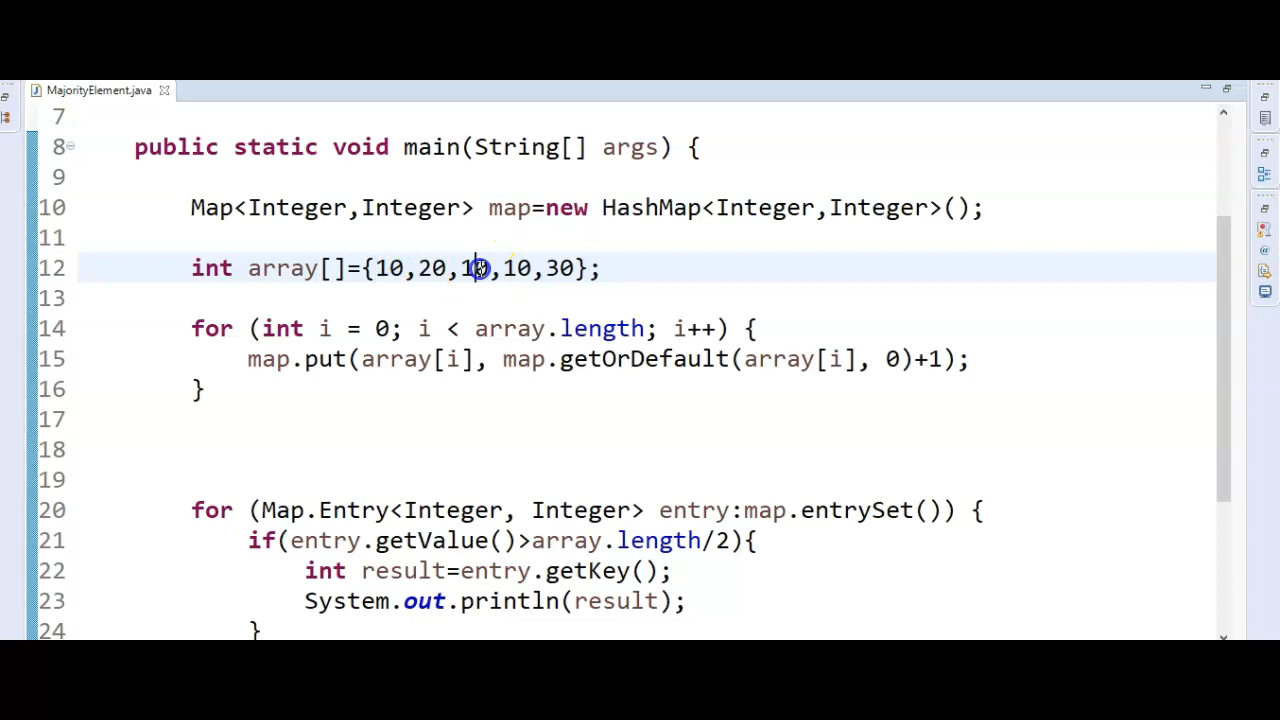 MajorityElement.java
7
8 public static void main(String[] args) {
9
10 Map<Integer,Integer> map=new HashMap<Integer,Integer>();
11
12 int array[]={10,20,10,10,30};
13
14 for (int i = 0; i < array.length; i++) {
15 map.put(array[i], map.getOrDefault(array[i], 0)+1);
16 }
17
18
19
20 for (Map.Entry<Integer, Integer> entry:map.entrySet()) {
21 if(entry.getValue()>array.length/2){
22 int result=entry.getKey();
23 System.out.println(result);
24 }